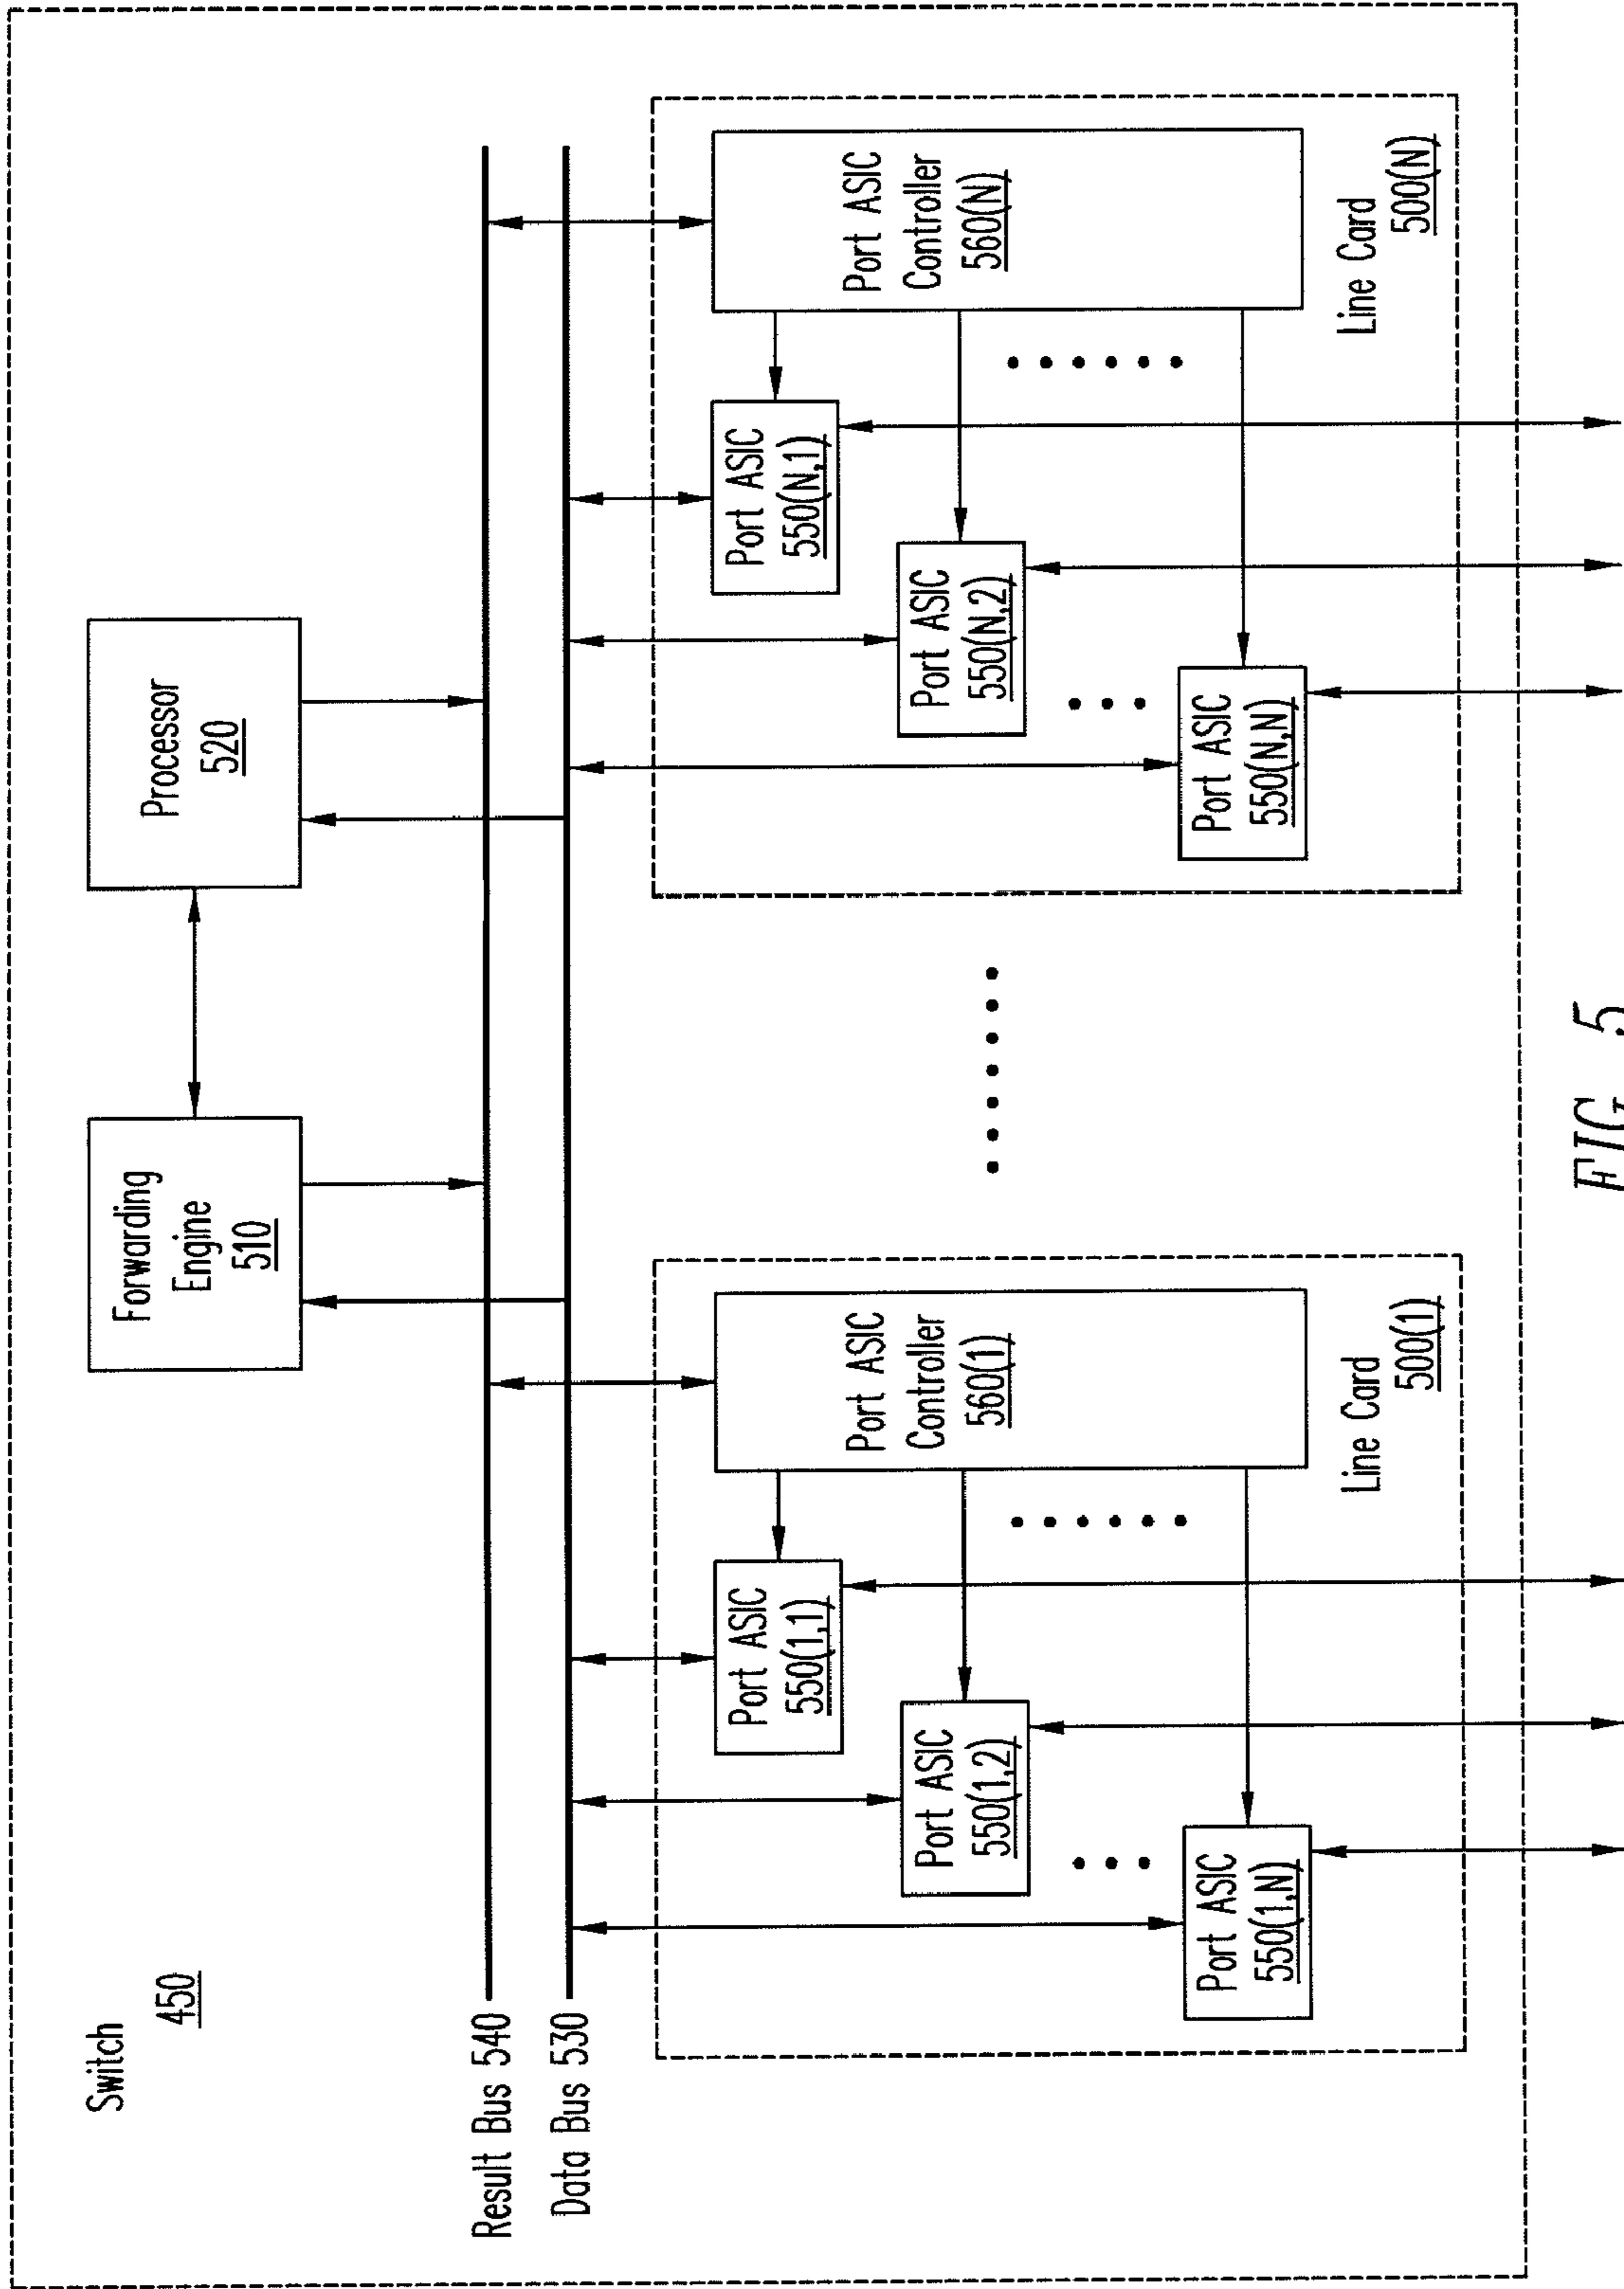 Switch
450
Forwarding
Engine
510
Processor
520
Result Bus 540
Data Bus 530
Port ASIC
550(1,1)
Port ASIC
550(1,2)
Port ASIC
550(1,N)
Port ASIC
Controller
560(1)
Line Card
500(1)
Port ASIC
550(N,1)
Port ASIC
550(N,2)
Port ASIC
550(N,N)
Port ASIC
Controller
560(N)
Line Card
500(N)
FIG. 5